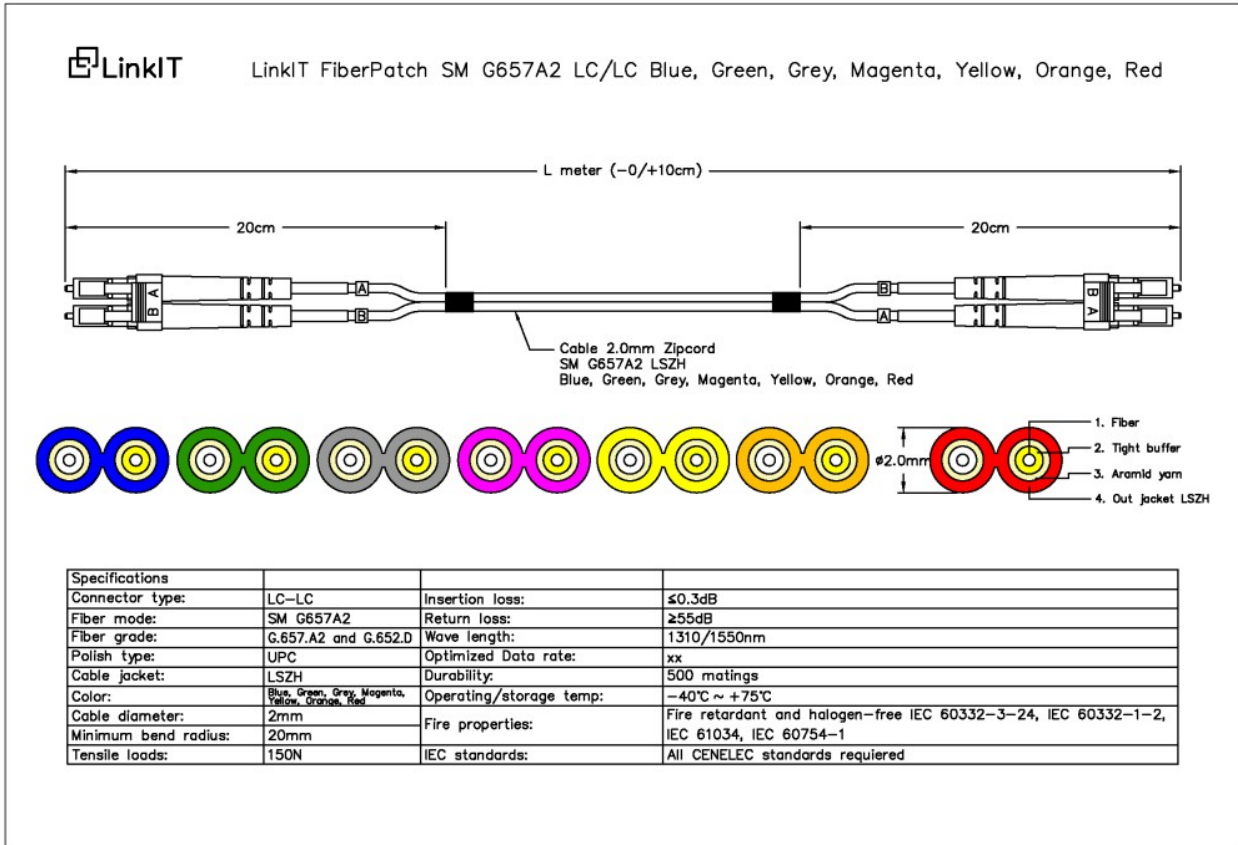 LinkIT
LinkIT FiberPatch SM G657A2 LC/LC Blue, Green, Grey, Magenta, Yellow, Orange, Red
L meter (-0/+10cm)
20cm
20cm
A
B
B
A
B A
B A
Cable 2.0mm Zipcord
SM G657A2 LSZH
Blue, Green, Grey, Magenta, Yellow, Orange, Red
ø2.0mm
1. Fiber
2. Tight buffer
3. Aramid yarn
4. Out jacket LSZH
Specifications
Connector type: LC-LC Insertion loss: ≤0.3dB
Fiber mode: SM G657A2 Return loss: ≥55dB
Fiber grade: G.657.A2 and G.652.D Wave length: 1310/1550nm
Polish type: UPC Optimized Data rate: xx
Cable jacket: LSZH Durability: 500 matings
Color: Blue, Green, Grey, Magenta, Yellow, Orange, Red Operating/storage temp: -40℃ ~ +75℃
Cable diameter: 2mm Fire properties: Fire retardant and halogen-free IEC 60332-3-24, IEC 60332-1-2,
Minimum bend radius: 20mm IEC 61034, IEC 60754-1
Tensile loads: 150N IEC standards: All CENELEC standards requiered